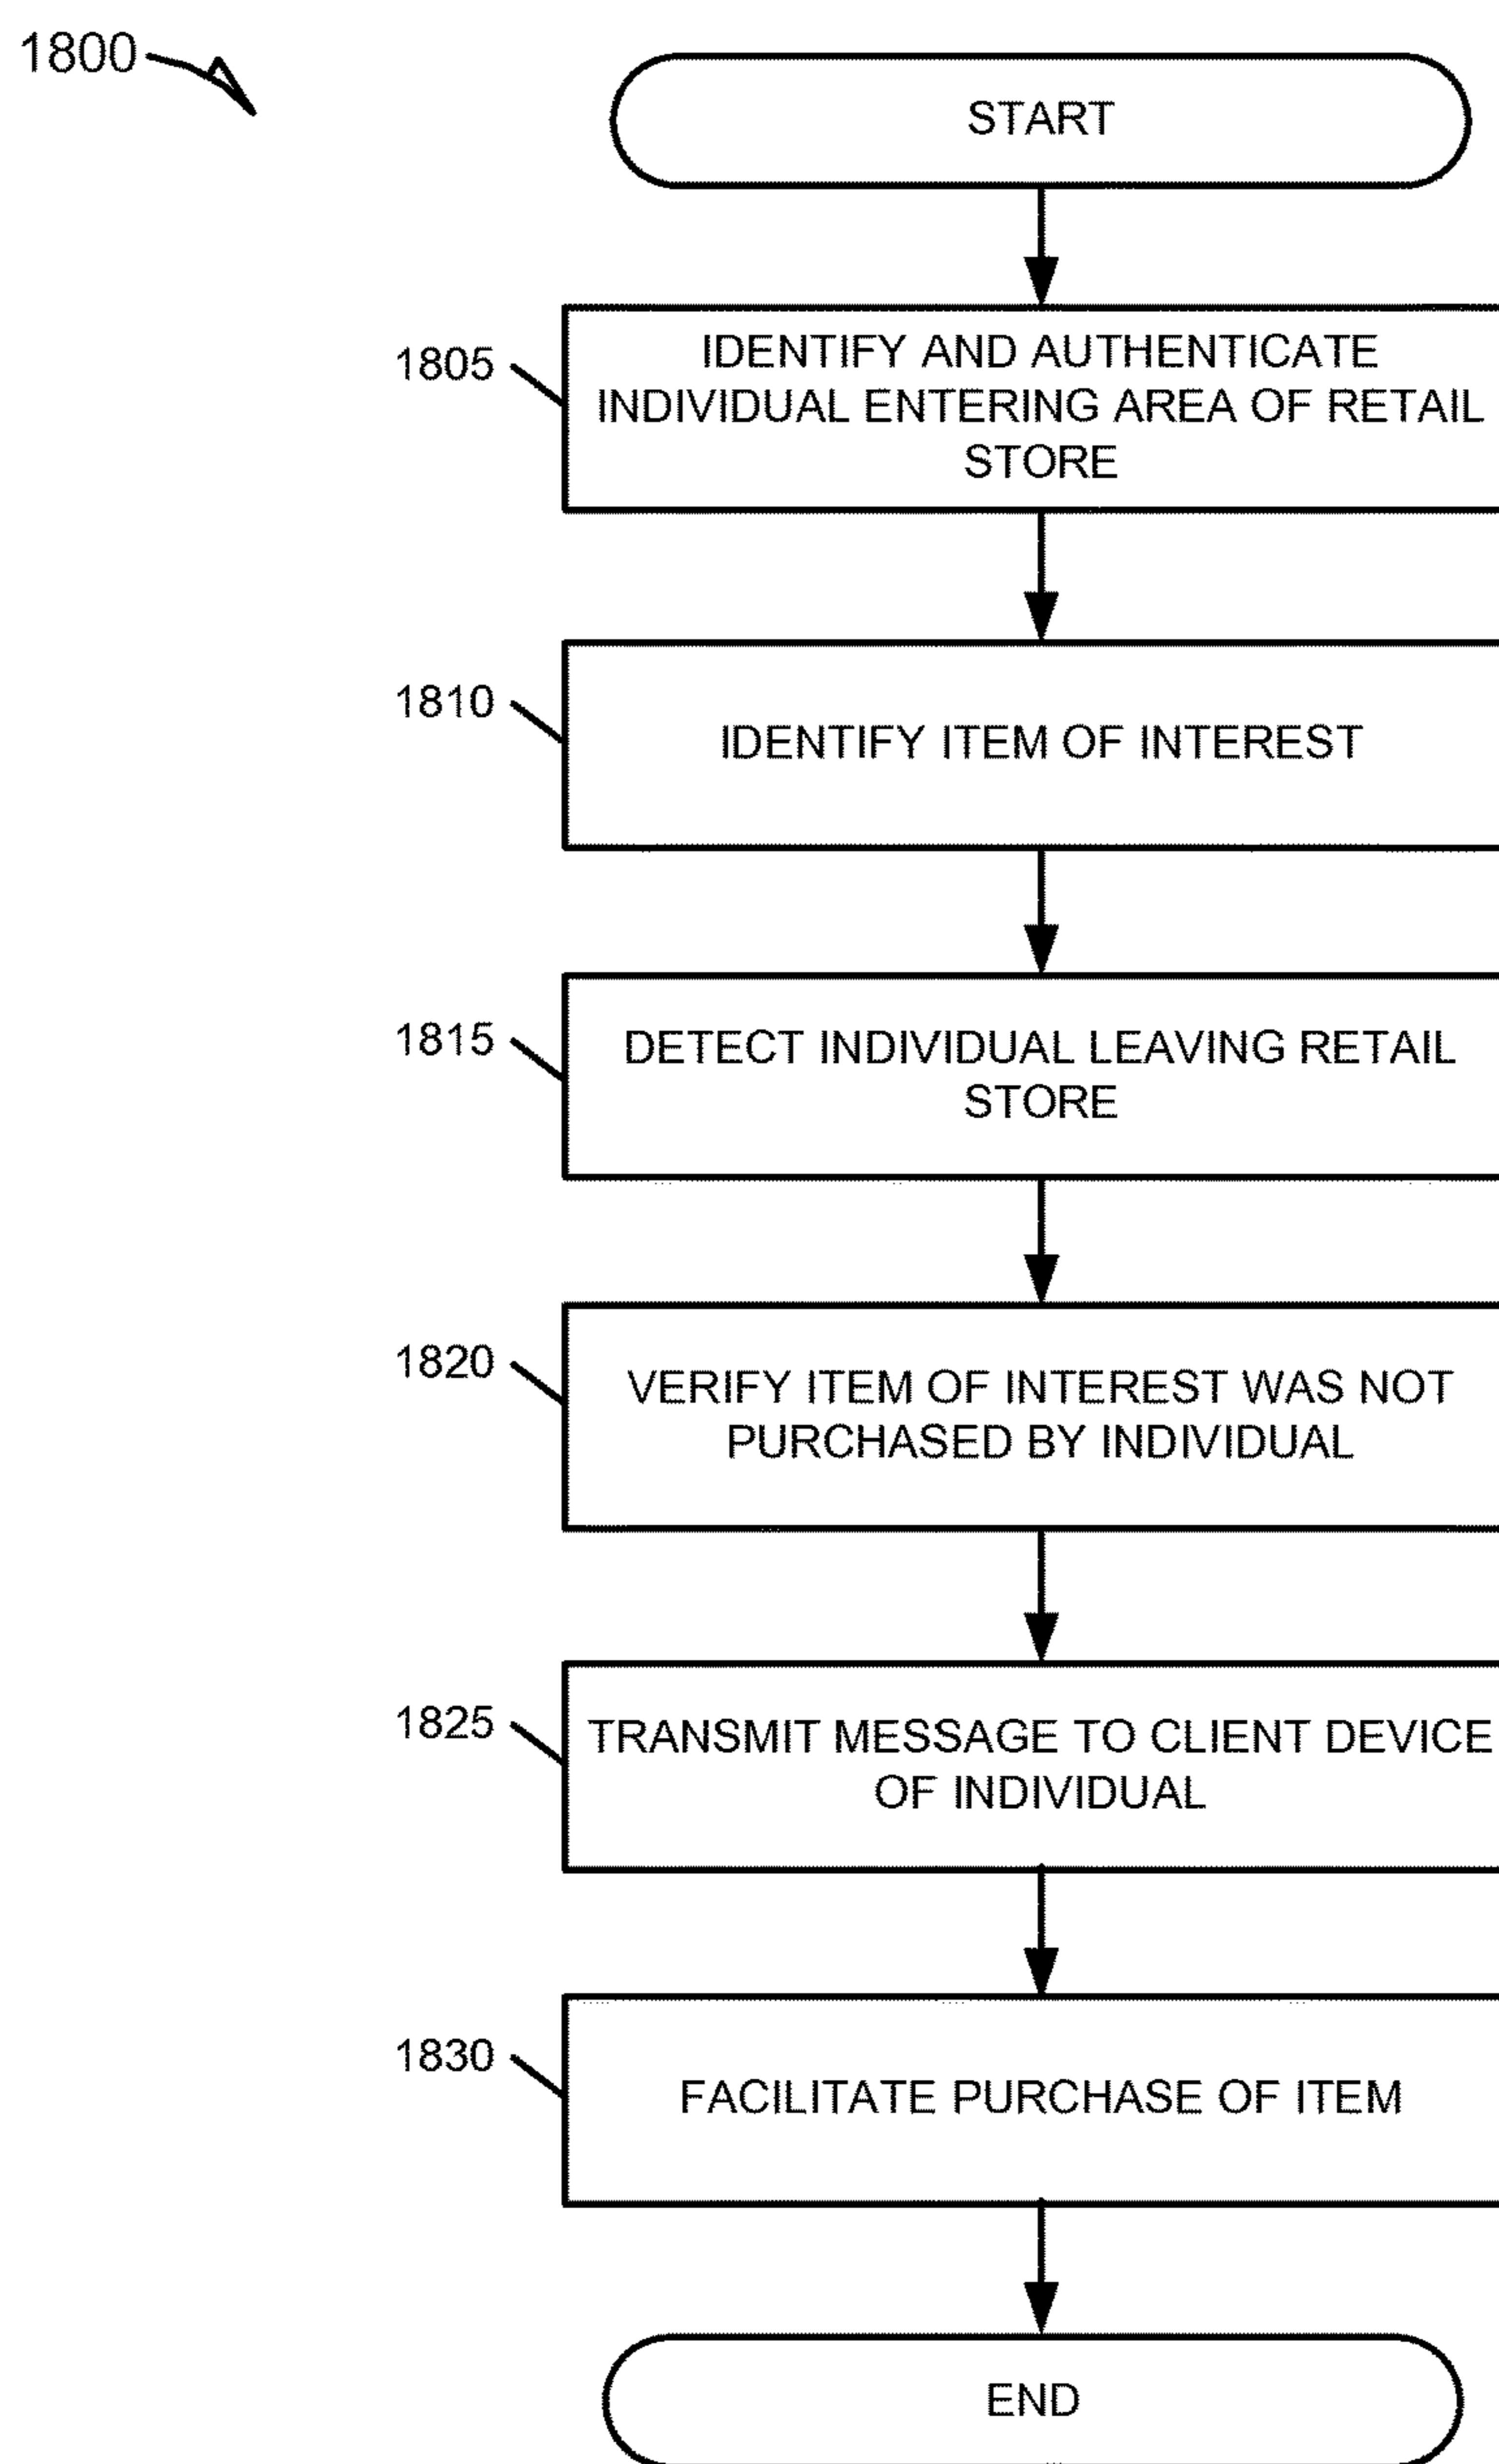 1800
START
1805
IDENTIFY AND AUTHENTICATE
INDIVIDUAL ENTERING AREA OF RETAIL
STORE
1810
IDENTIFY ITEM OF INTEREST
1815
DETECT INDIVIDUAL LEAVING RETAIL
STORE
1820
VERIFY ITEM OF INTEREST WAS NOT
PURCHASED BY INDIVIDUAL
1825
TRANSMIT MESSAGE TO CLIENT DEVICE
OF INDIVIDUAL
1830
FACILITATE PURCHASE OF ITEM
END